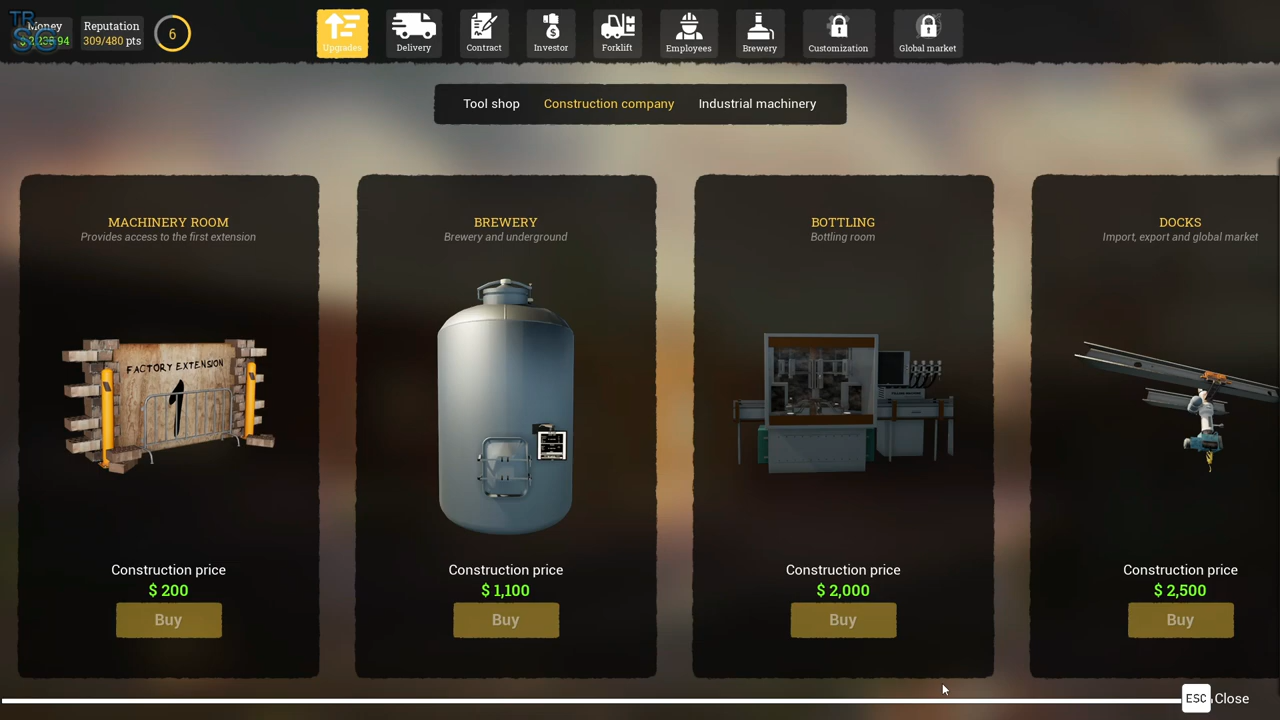 Money
Reputation
309/480 pts
6
Upgrades
Delivery
Contract
Investor
Forklift
Employees
Brewery
Customization
Global market
Tool shop
Construction company
Industrial machinery
MACHINERY ROOM
Provides access to the first extension
FACTORY EXTENSION
1
Construction price
$ 200
Buy
BREWERY
Brewery and underground
Construction price
$ 1,100
Buy
BOTTLING
Bottling room
Construction price
$ 2,000
Buy
DOCKS
Import, export and global market
Construction price
$ 2,500
Buy
ESC Close